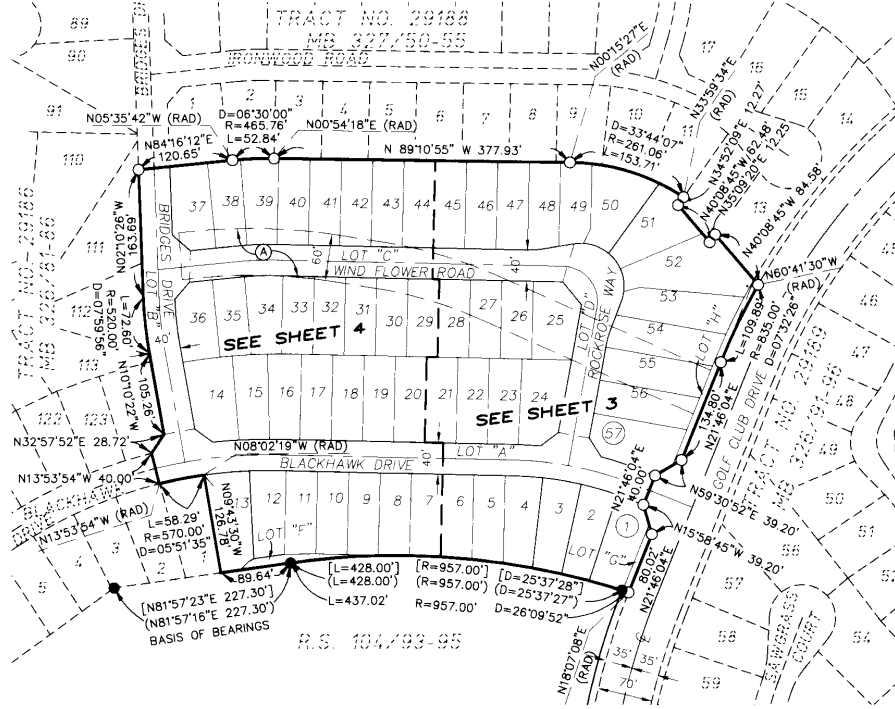 TRACT NO. 29188
MB 327/50-55
IRONWOOD ROAD
89
90
91
110
111
112
113
122
123
TRACT NO. 29186
MB 328/81-86
1
2
3
4
5
6
7
8
9
10
11
17
16
15
14
13
N05°35'42"W (RAD)
N84°16'12"E
120.65'
D=06°30'00"
R=465.76'
L=52.84'
N00°54'18"E (RAD)
N 89°10'55" W 377.93'
N00°15'27"E
(RAD)
D=33°44'07"
R=261.06'
L=153.71'
N33°59'34"E
(RAD)
N34°52'09"E 12.27
N40°08'45"W/62.48'
N35°09'20"E 12.25'
N40°08'45"W 84.58'
N60°41'30"W
(RAD)
37
38
39
40
41
42
43
44
45
46
47
48
49
50
51
52
53
54
55
56
57
A
60'
LOT "C"
WIND FLOWER ROAD
40'
N02°10'26"W
163.69'
BRIDGES DRIVE
LOT "B"
L=72.60'
R=520.00'
D=07°59'56"
N10°10'22"W
105.26'
36
35
34
33
32
31
30
29
28
27
26
25
SEE SHEET 4
LOT "D"
ROCKROSE WAY
LOT "H"
L=109.89'
R=835.00'
D=07°32'26"
14
15
16
17
18
19
20
21
22
23
24
SEE SHEET 3
134.80'
N21°46'04"E
GOLF CLUB DRIVE
TRACT NO. 29189
MB 326/91-96
46
47
48
49
50
51
N32°57'52"E 28.72'
N08°02'19"W (RAD)
BLACKHAWK DRIVE
40'
LOT "A"
N13°53'54"W 40.00'
BLACKHAWK
DRIVE
N13°53'54"W (RAD)
L=58.29'
R=570.00'
D=05°51'35"
N09°43'30"W
126.78'
13
12
11
10
9
8
7
6
5
4
3
2
1
LOT "F"
LOT "G"
N21°46'04"E
40.00'
N59°30'52"E 39.20'
N15°58'45"W 39.20'
80.02'
N21°46'04"E
5
4
3
2
1
89.64'
[N81°57'23"E 227.30']
(N81°57'16"E 227.30')
BASIS OF BEARINGS
[L=428.00']
(L=428.00')
L=437.02'
[R=957.00']
(R=957.00')
R=957.00'
[D=25°37'28"]
(D=25°37'27")
D=26°09'52"
R.S. 104/93-95
N18°07'08"E
(RAD)
35'
35'
70'
56
57
58
59
54
SAWGRASS
COURT